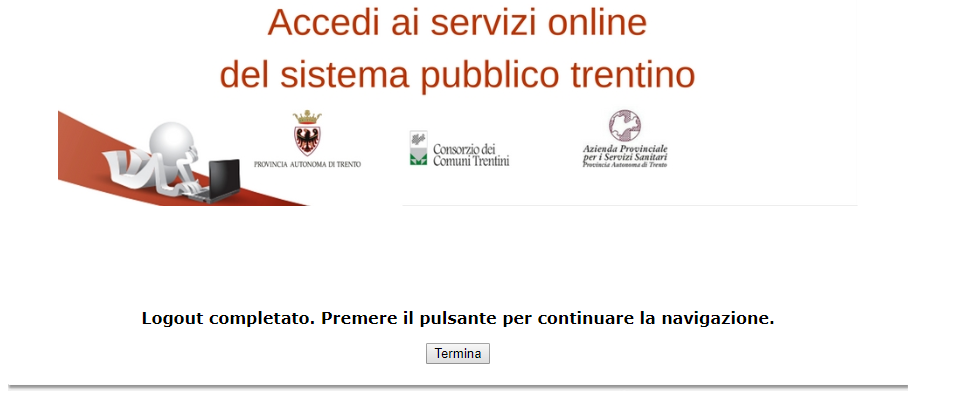 Accedi ai servizi online
del sistema pubblico trentino
PROVINCIA AUTONOMA DI TRENTO
Consorzio dei
Comuni Trentini
Azienda Provinciale
per i Servizi Sanitari
Provincia Autonoma di Trento
Logout completato. Premere il pulsante per continuare la navigazione.
Termina